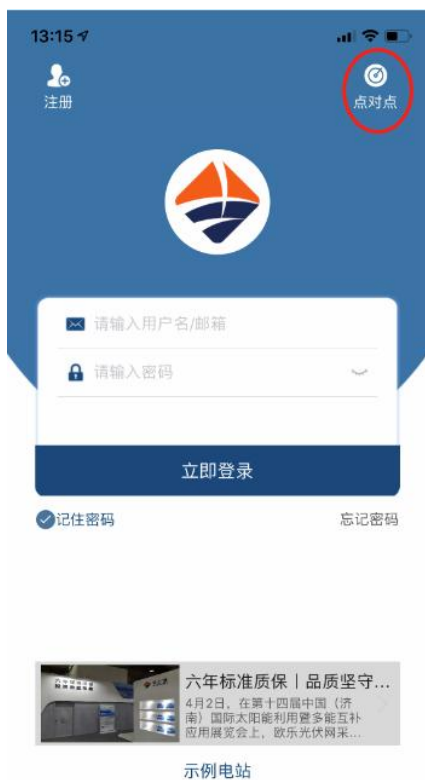 13:15
注册
点对点
请输入用户名/邮箱
请输入密码
立即登录
记住密码
忘记密码
六年标准质保丨品质坚守...
4月2日，在第十四届中国（济
南）国际太阳能利用暨多能互补
应用展览会上，欧乐光伏网采...
示例电站